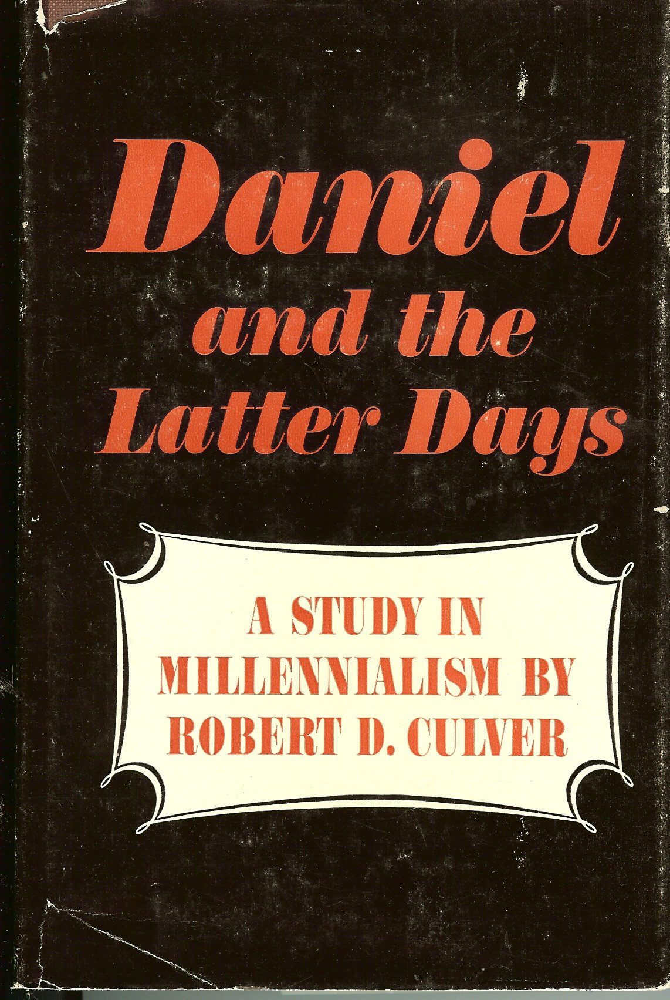 Daniel
and the
Latter Days
A STUDY IN
MILLENNIALISM BY
ROBERT D. CULVER